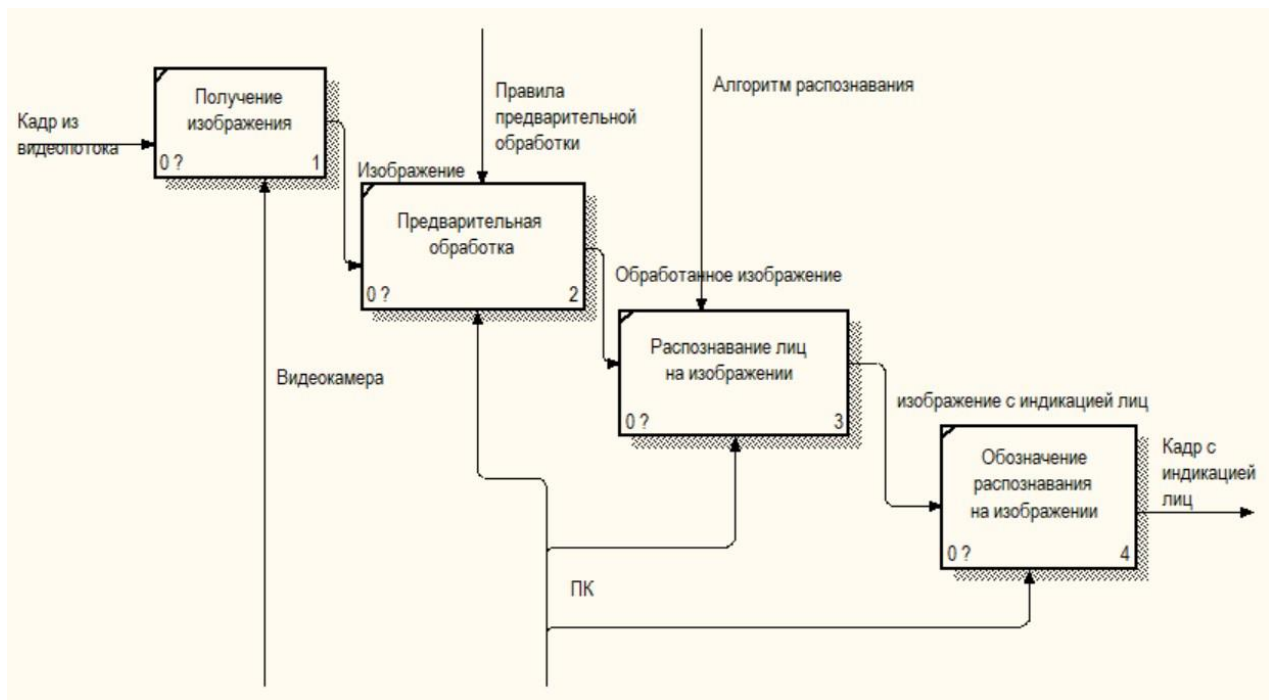 Кадр из
видеопотока
Получение
изображения
0 ?
1
Правила
предварительной
обработки
Алгоритм распознавания
Изображение
Предварительная
обработка
0 ?
2
Обработанное изображение
Распознавание лиц
на изображении
0 ?
3
Видеокамера
изображение с индикацией лиц
Обозначение
распознавания
на изображении
0 ?
4
Кадр с
индикацией
лиц
ПК